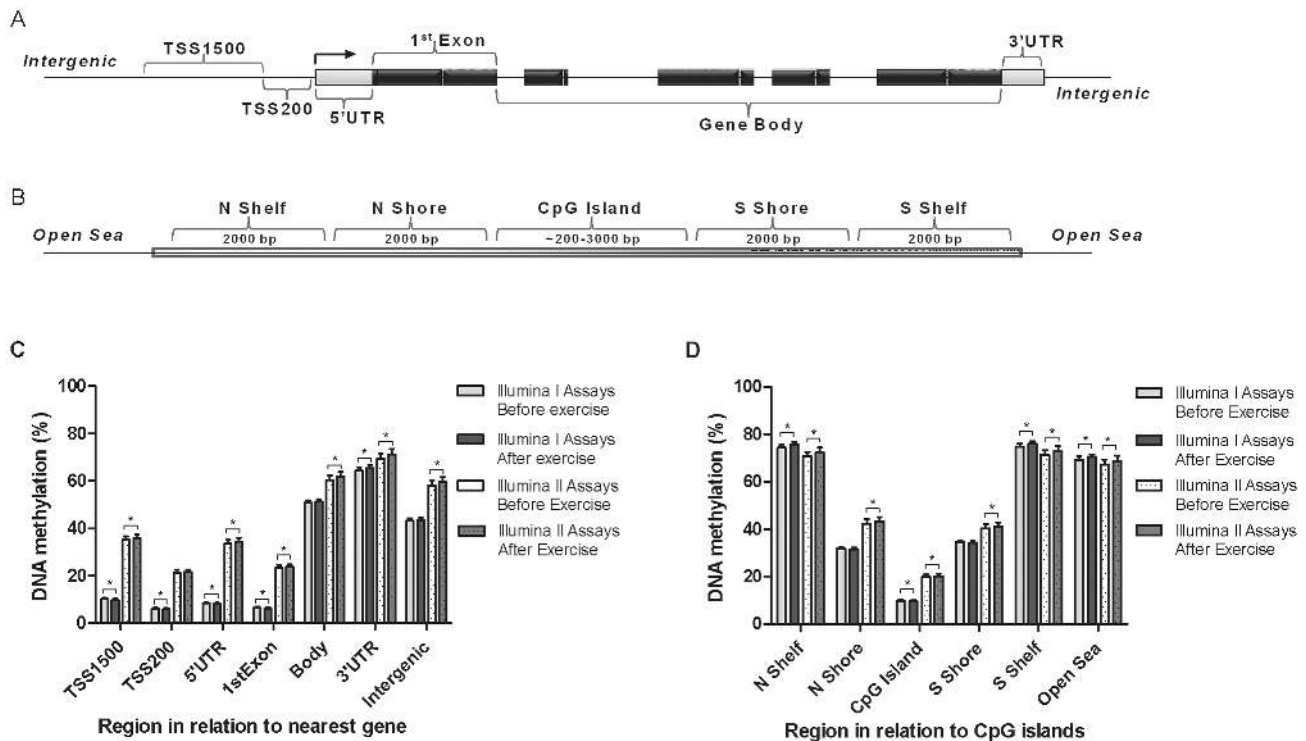 A
Intergenic
TSS1500
1st Exon
3'UTR
TSS200
5'UTR
Gene Body
Intergenic
B
N Shelf
N Shore
CpG Island
S Shore
S Shelf
Open Sea
2000 bp
2000 bp
~200-3000 bp
2000 bp
2000 bp
Open Sea
C
DNA methylation (%)
100
80
60
40
20
0
* * * * * * * * * * *
TSS1500
TSS200
5'UTR
1stExon
Body
3'UTR
Intergenic
Region in relation to nearest gene
Illumina I Assays
Before exercise
Illumina I Assays
After exercise
Illumina II Assays
Before Exercise
Illumina II Assays
After Exercise
D
DNA methylation (%)
100
80
60
40
20
0
* * * * * * * * * *
N Shelf
N Shore
CpG Island
S Shore
S Shelf
Open Sea
Region in relation to CpG islands
Illumina I Assays
Before Exercise
Illumina I Assays
After Exercise
Illumina II Assays
Before Exercise
Illumina II Assays
After Exercise